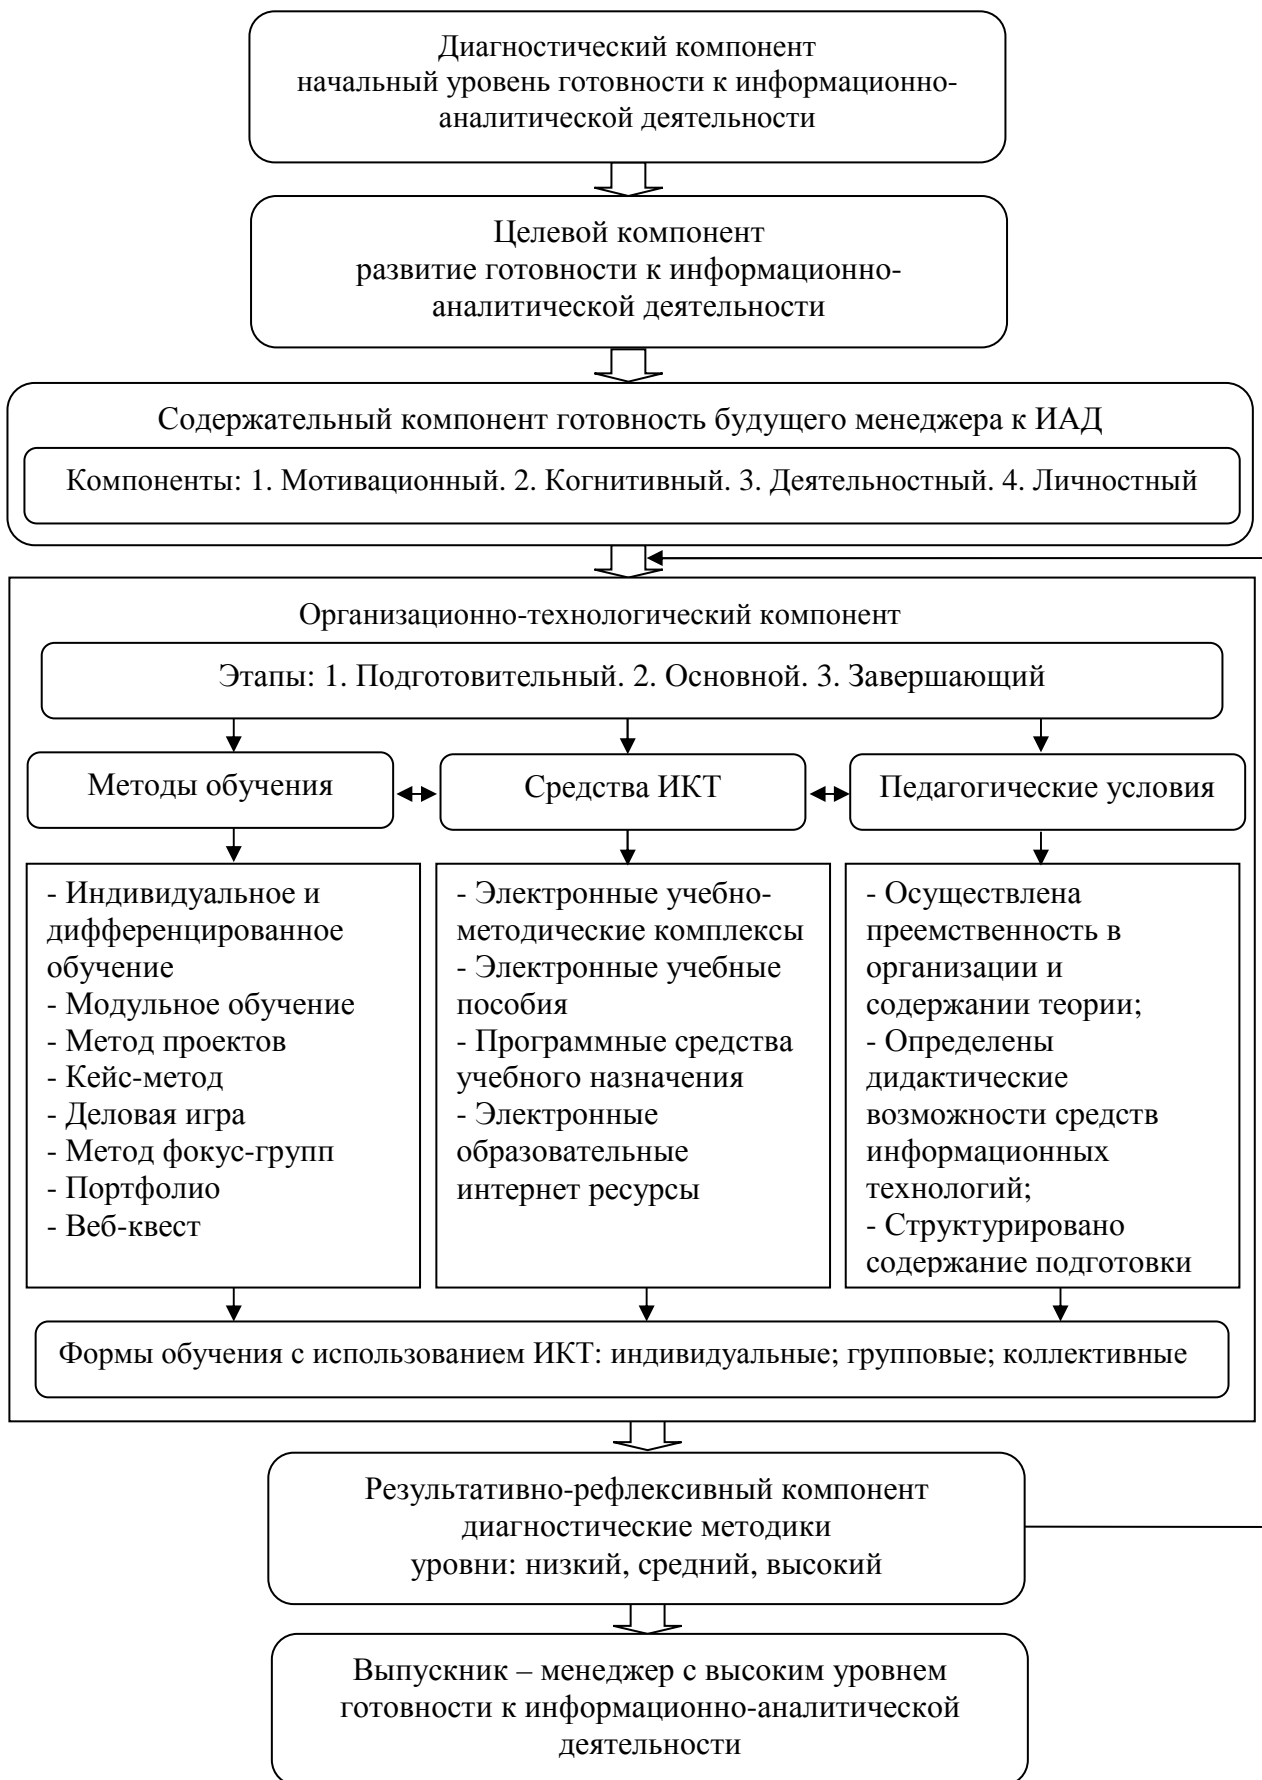 Диагностический компонент
начальный уровень готовности к информационно-
аналитической деятельности
Целевой компонент
развитие готовности к информационно-
аналитической деятельности
Содержательный компонент готовность будущего менеджера к ИАД
Компоненты: 1. Мотивационный. 2. Когнитивный. 3. Деятельностный. 4. Личностный
Организационно-технологический компонент
Этапы: 1. Подготовительный. 2. Основной. 3. Завершающий
Методы обучения
Средства ИКТ
Педагогические условия
- Индивидуальное и
дифференцированное
обучение
- Модульное обучение
- Метод проектов
- Кейс-метод
- Деловая игра
- Метод фокус-групп
- Портфолио
- Веб-квест
- Электронные учебно-
методические комплексы
- Электронные учебные
пособия
- Программные средства
учебного назначения
- Электронные
образовательные
интернет ресурсы
- Осуществлена
преемственность в
организации и
содержании теории;
- Определены
дидактические
возможности средств
информационных
технологий;
- Структурировано
содержание подготовки
Формы обучения с использованием ИКТ: индивидуальные; групповые; коллективные
Результативно-рефлексивный компонент
диагностические методики
уровни: низкий, средний, высокий
Выпускник – менеджер с высоким уровнем
готовности к информационно-аналитической
деятельности